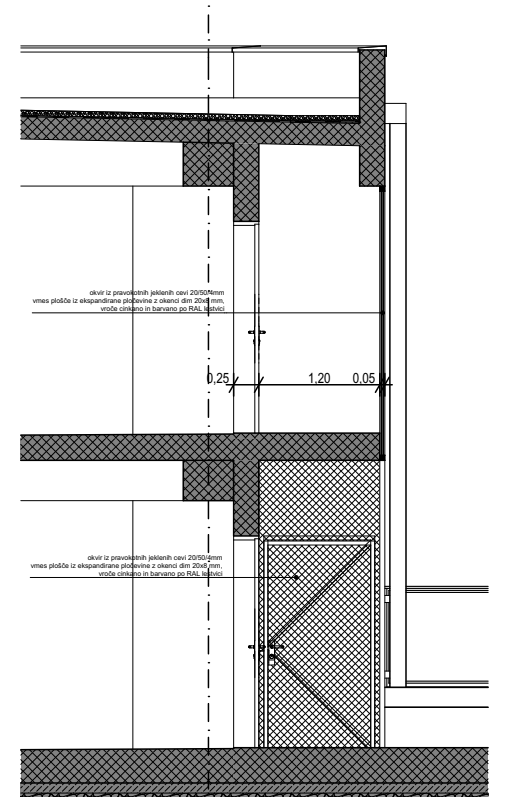 okvir iz pravokotnih jeklenih cevi 20/50/4mm
vmes plošče iz ekspandirane pločevine z okenci dim 20x8 mm,
vroče cinkano in barvano po RAL lestvici
0,25 1,20 0,05
okvir iz pravokotnih jeklenih cevi 20/50/4mm
vmes plošče iz ekspandirane pločevine z okenci dim 20x8 mm,
vroče cinkano in barvano po RAL lestvici